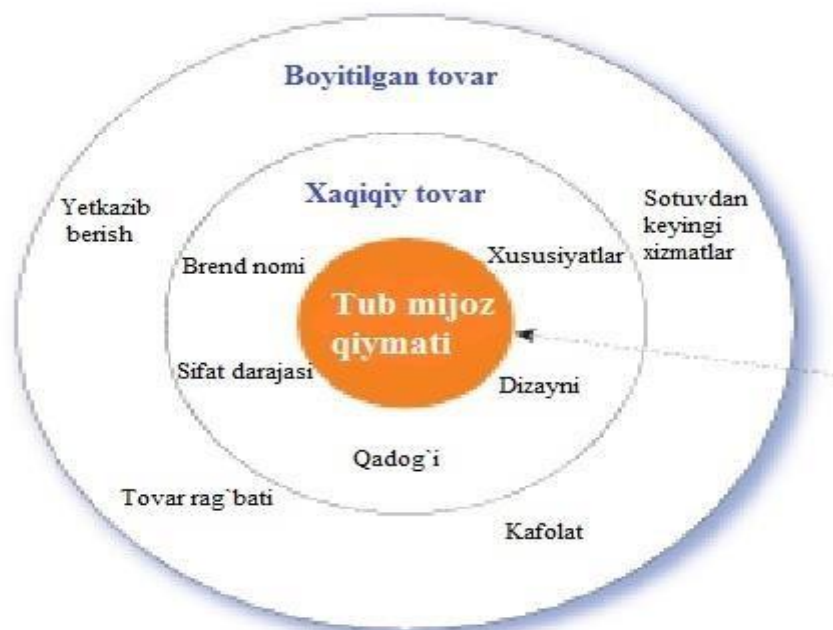 Boyitilgan tovar
Xaqiqiy tovar
Yetkazib
berish
Sotuvdan
keyingi
xizmatlar
Brend nomi
Xususiyatlar
Tub mijoz
qiymati
Sifat darajasi
Dizayni
Qadog`i
Tovar rag`bati
Kafolat